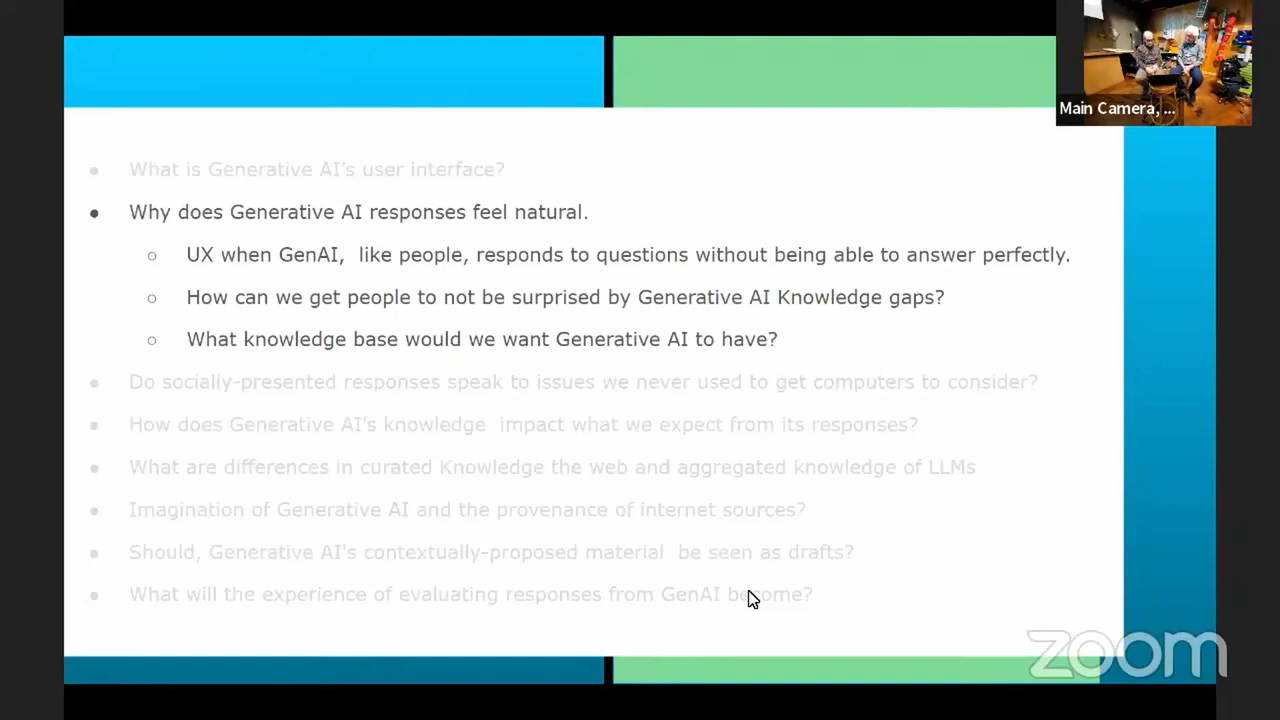 Main Camera, ...
What is Generative AI's user interface?
Why does Generative AI responses feel natural.
UX when GenAI,  like people, responds to questions without being able to answer perfectly.
How can we get people to not be surprised by Generative AI Knowledge gaps?
What knowledge base would we want Generative AI to have?
Do socially-presented responses speak to issues we never used to get computers to consider?
How does Generative AI's knowledge  impact what we expect from its responses?
What are differences in curated Knowledge the web and aggregated knowledge of LLMs
Imagination of Generative AI and the provenance of internet sources?
Should, Generative AI's contextually-proposed material  be seen as drafts?
What will the experience of evaluating responses from GenAI become?
zoom